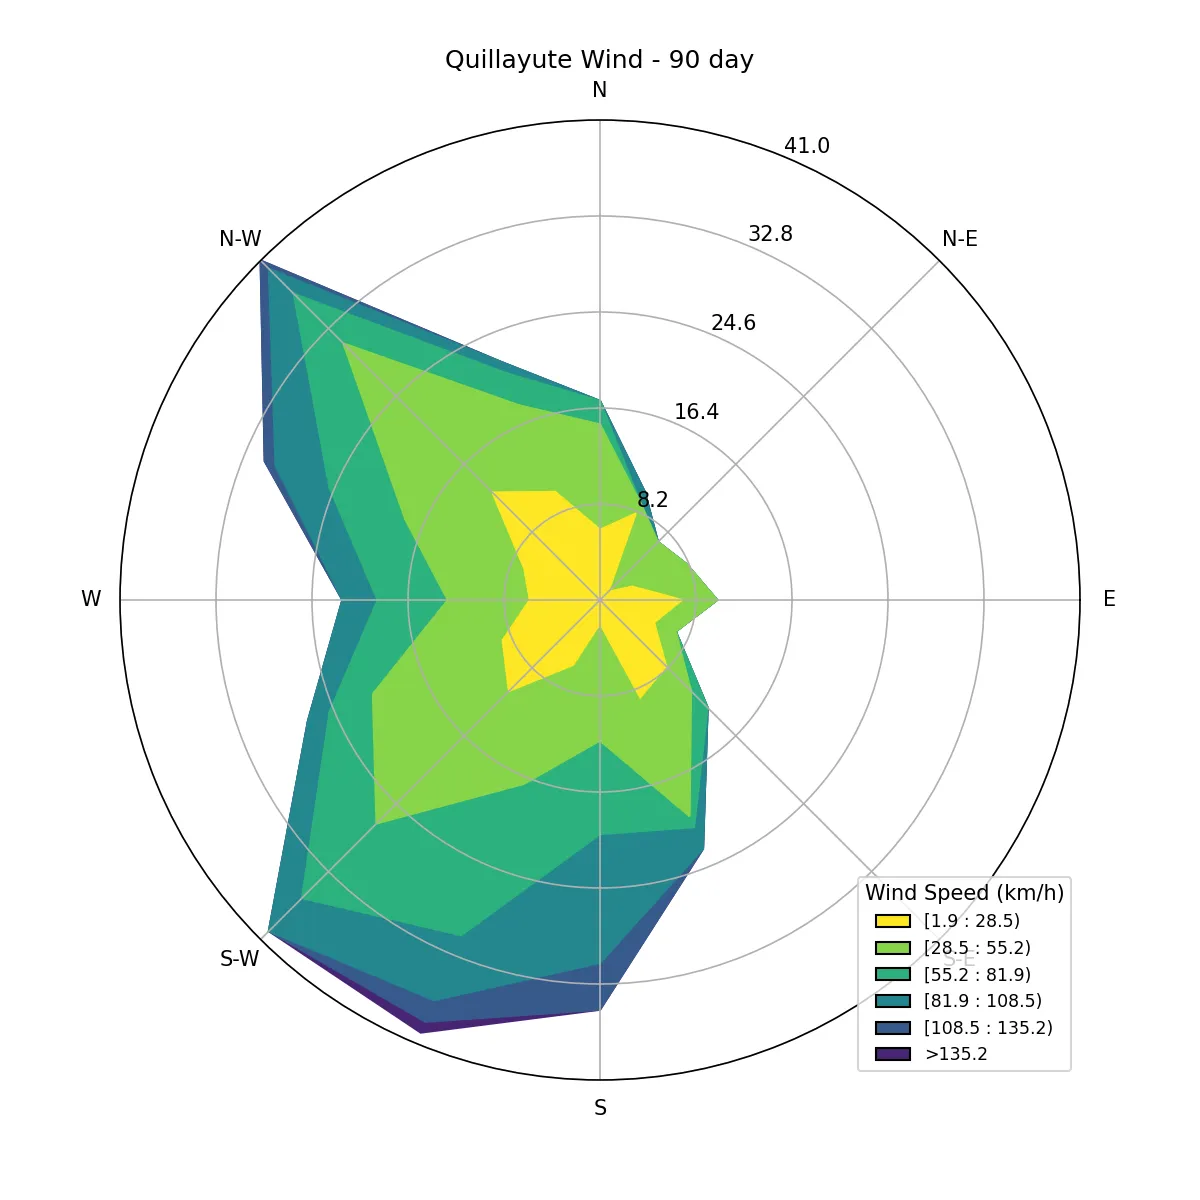 Quillayute Wind - 90 day
N
41.0
32.8
N-W
N-E
24.6
16.4
8.2
W
E
Wind Speed (km/h)
[1.9 : 28.5)
[28.5 : 55.2)
S-W
S-E
[55.2 : 81.9)
[81.9 : 108.5)
[108.5 : 135.2)
>135.2
S